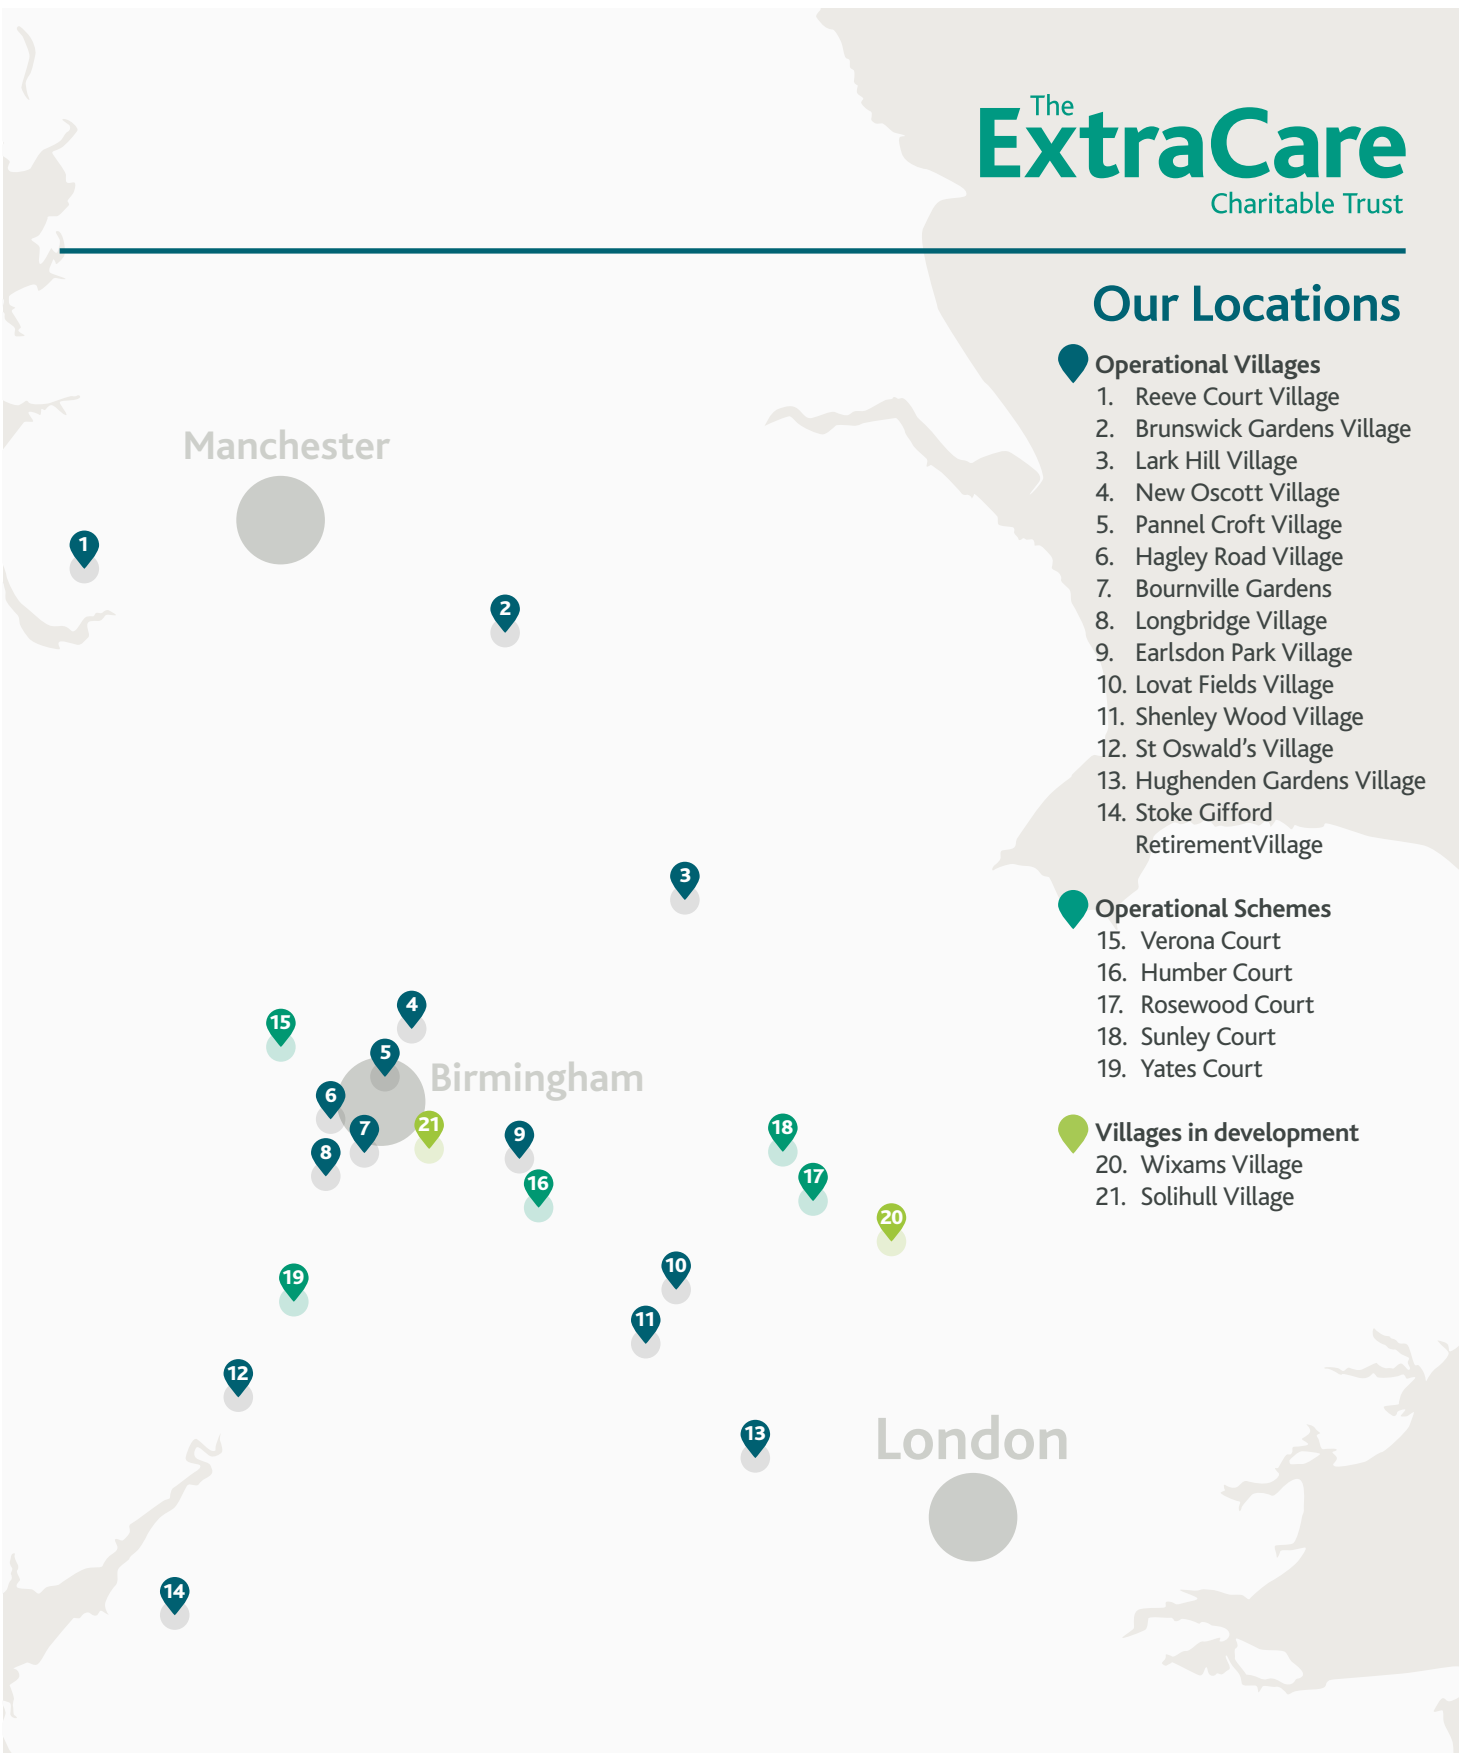 The
ExtraCare
Charitable Trust
Our Locations
Operational Villages
1. Reeve Court Village
2. Brunswick Gardens Village
3. Lark Hill Village
4. New Oscott Village
5. Pannel Croft Village
6. Hagley Road Village
7. Bournville Gardens
8. Longbridge Village
9. Earlsdon Park Village
10. Lovat Fields Village
11. Shenley Wood Village
12. St Oswald's Village
13. Hughenden Gardens Village
14. Stoke Gifford
RetirementVillage
Operational Schemes
15. Verona Court
16. Humber Court
17. Rosewood Court
18. Sunley Court
19. Yates Court
Villages in development
20. Wixams Village
21. Solihull Village
Manchester
1
2
3
4
15
5
Birmingham
6
7
21
8
9
18
16
17
20
10
19
11
12
13
London
14